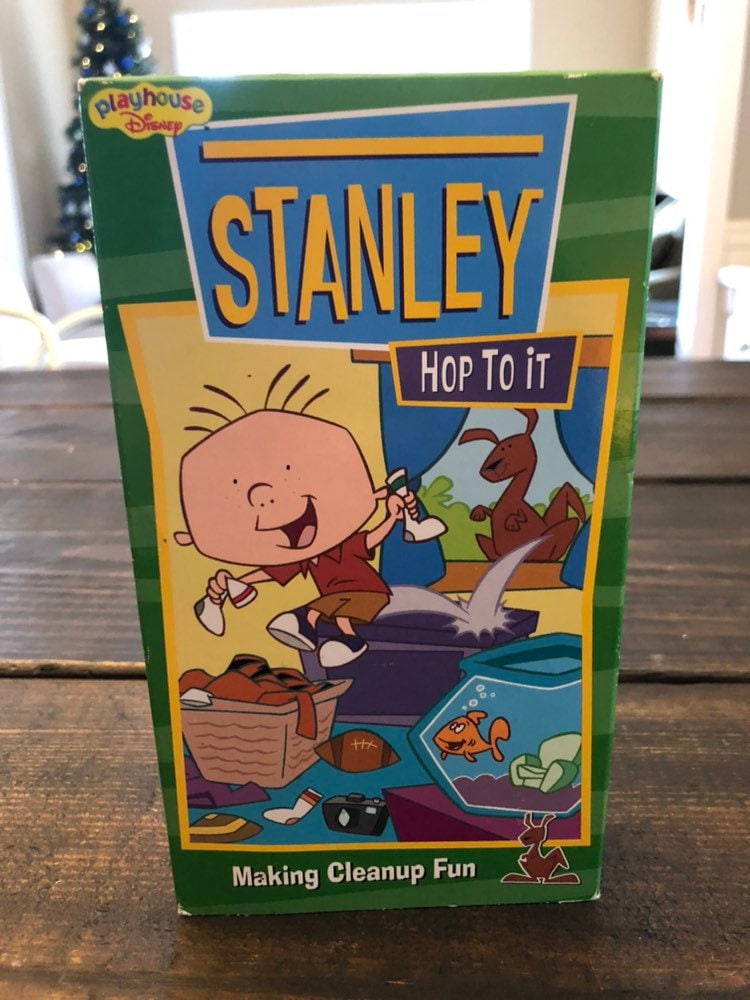 playhouse
Disney
STANLEY
HOP TO iT
Making Cleanup Fun